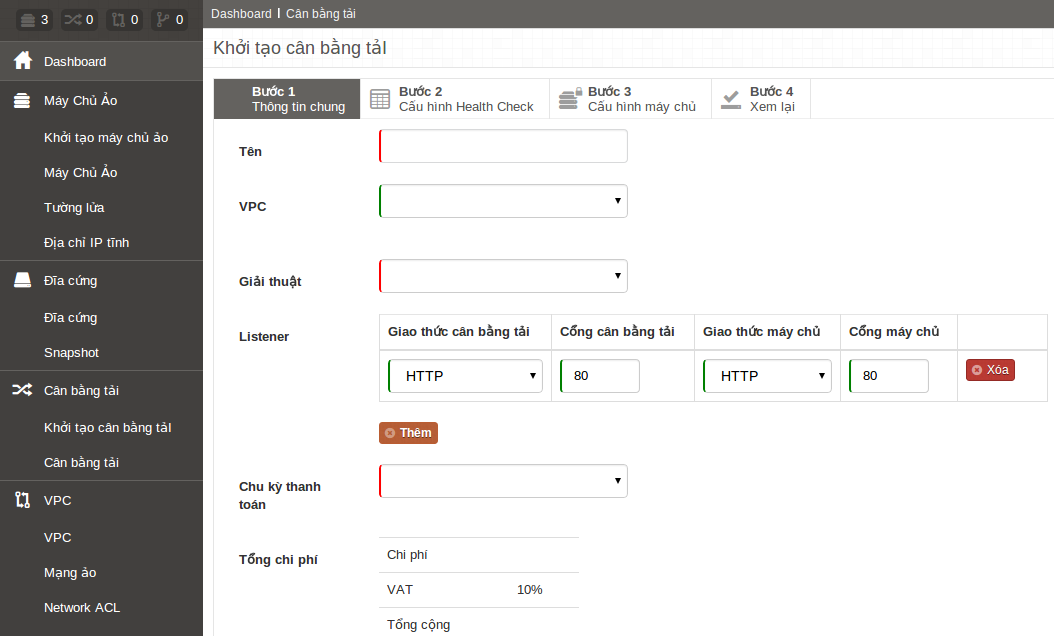 3 0 0 0
Dashboard
Máy Chủ Ảo
Khởi tạo máy chủ ảo
Máy Chủ Ảo
Tường lửa
Địa chỉ IP tĩnh
Đĩa cứng
Đĩa cứng
Snapshot
Cân bằng tải
Khởi tạo cân bằng tảI
Cân bằng tải
VPC
VPC
Mạng ảo
Network ACL
Dashboard | Cân bằng tải
Khởi tạo cân bằng tảI
Bước 1
Thông tin chung
Bước 2
Cấu hình Health Check
Bước 3
Cấu hình máy chủ
Bước 4
Xem lại
Tên
VPC
Giải thuật
Listener
Giao thức cân bằng tải Cổng cân bằng tải Giao thức máy chủ Cổng máy chủ
HTTP 80 HTTP 80 Xóa
Thêm
Chu kỳ thanh
toán
Tổng chi phí
Chi phí
VAT 10%
Tổng cộng